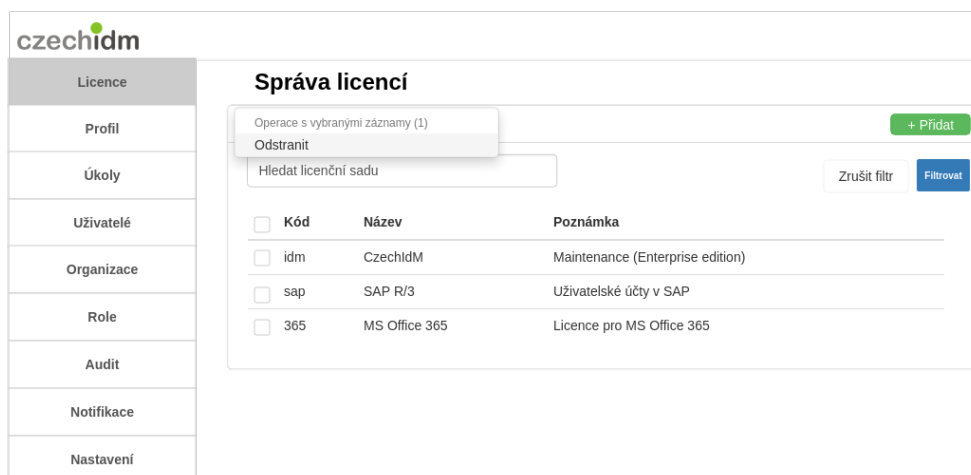 czechidm
Licence
Profil
Úkoly
Uživatelé
Organizace
Role
Audit
Notifikace
Nastavení
Správa licencí
Operace s vybranými záznamy (1)
Odstranit
+ Přidat
Hledat licenční sadu
Zrušit filtr
Filtrovat
Kód Název Poznámka
idm CzechIdM Maintenance (Enterprise edition)
sap SAP R/3 Uživatelské účty v SAP
365 MS Office 365 Licence pro MS Office 365